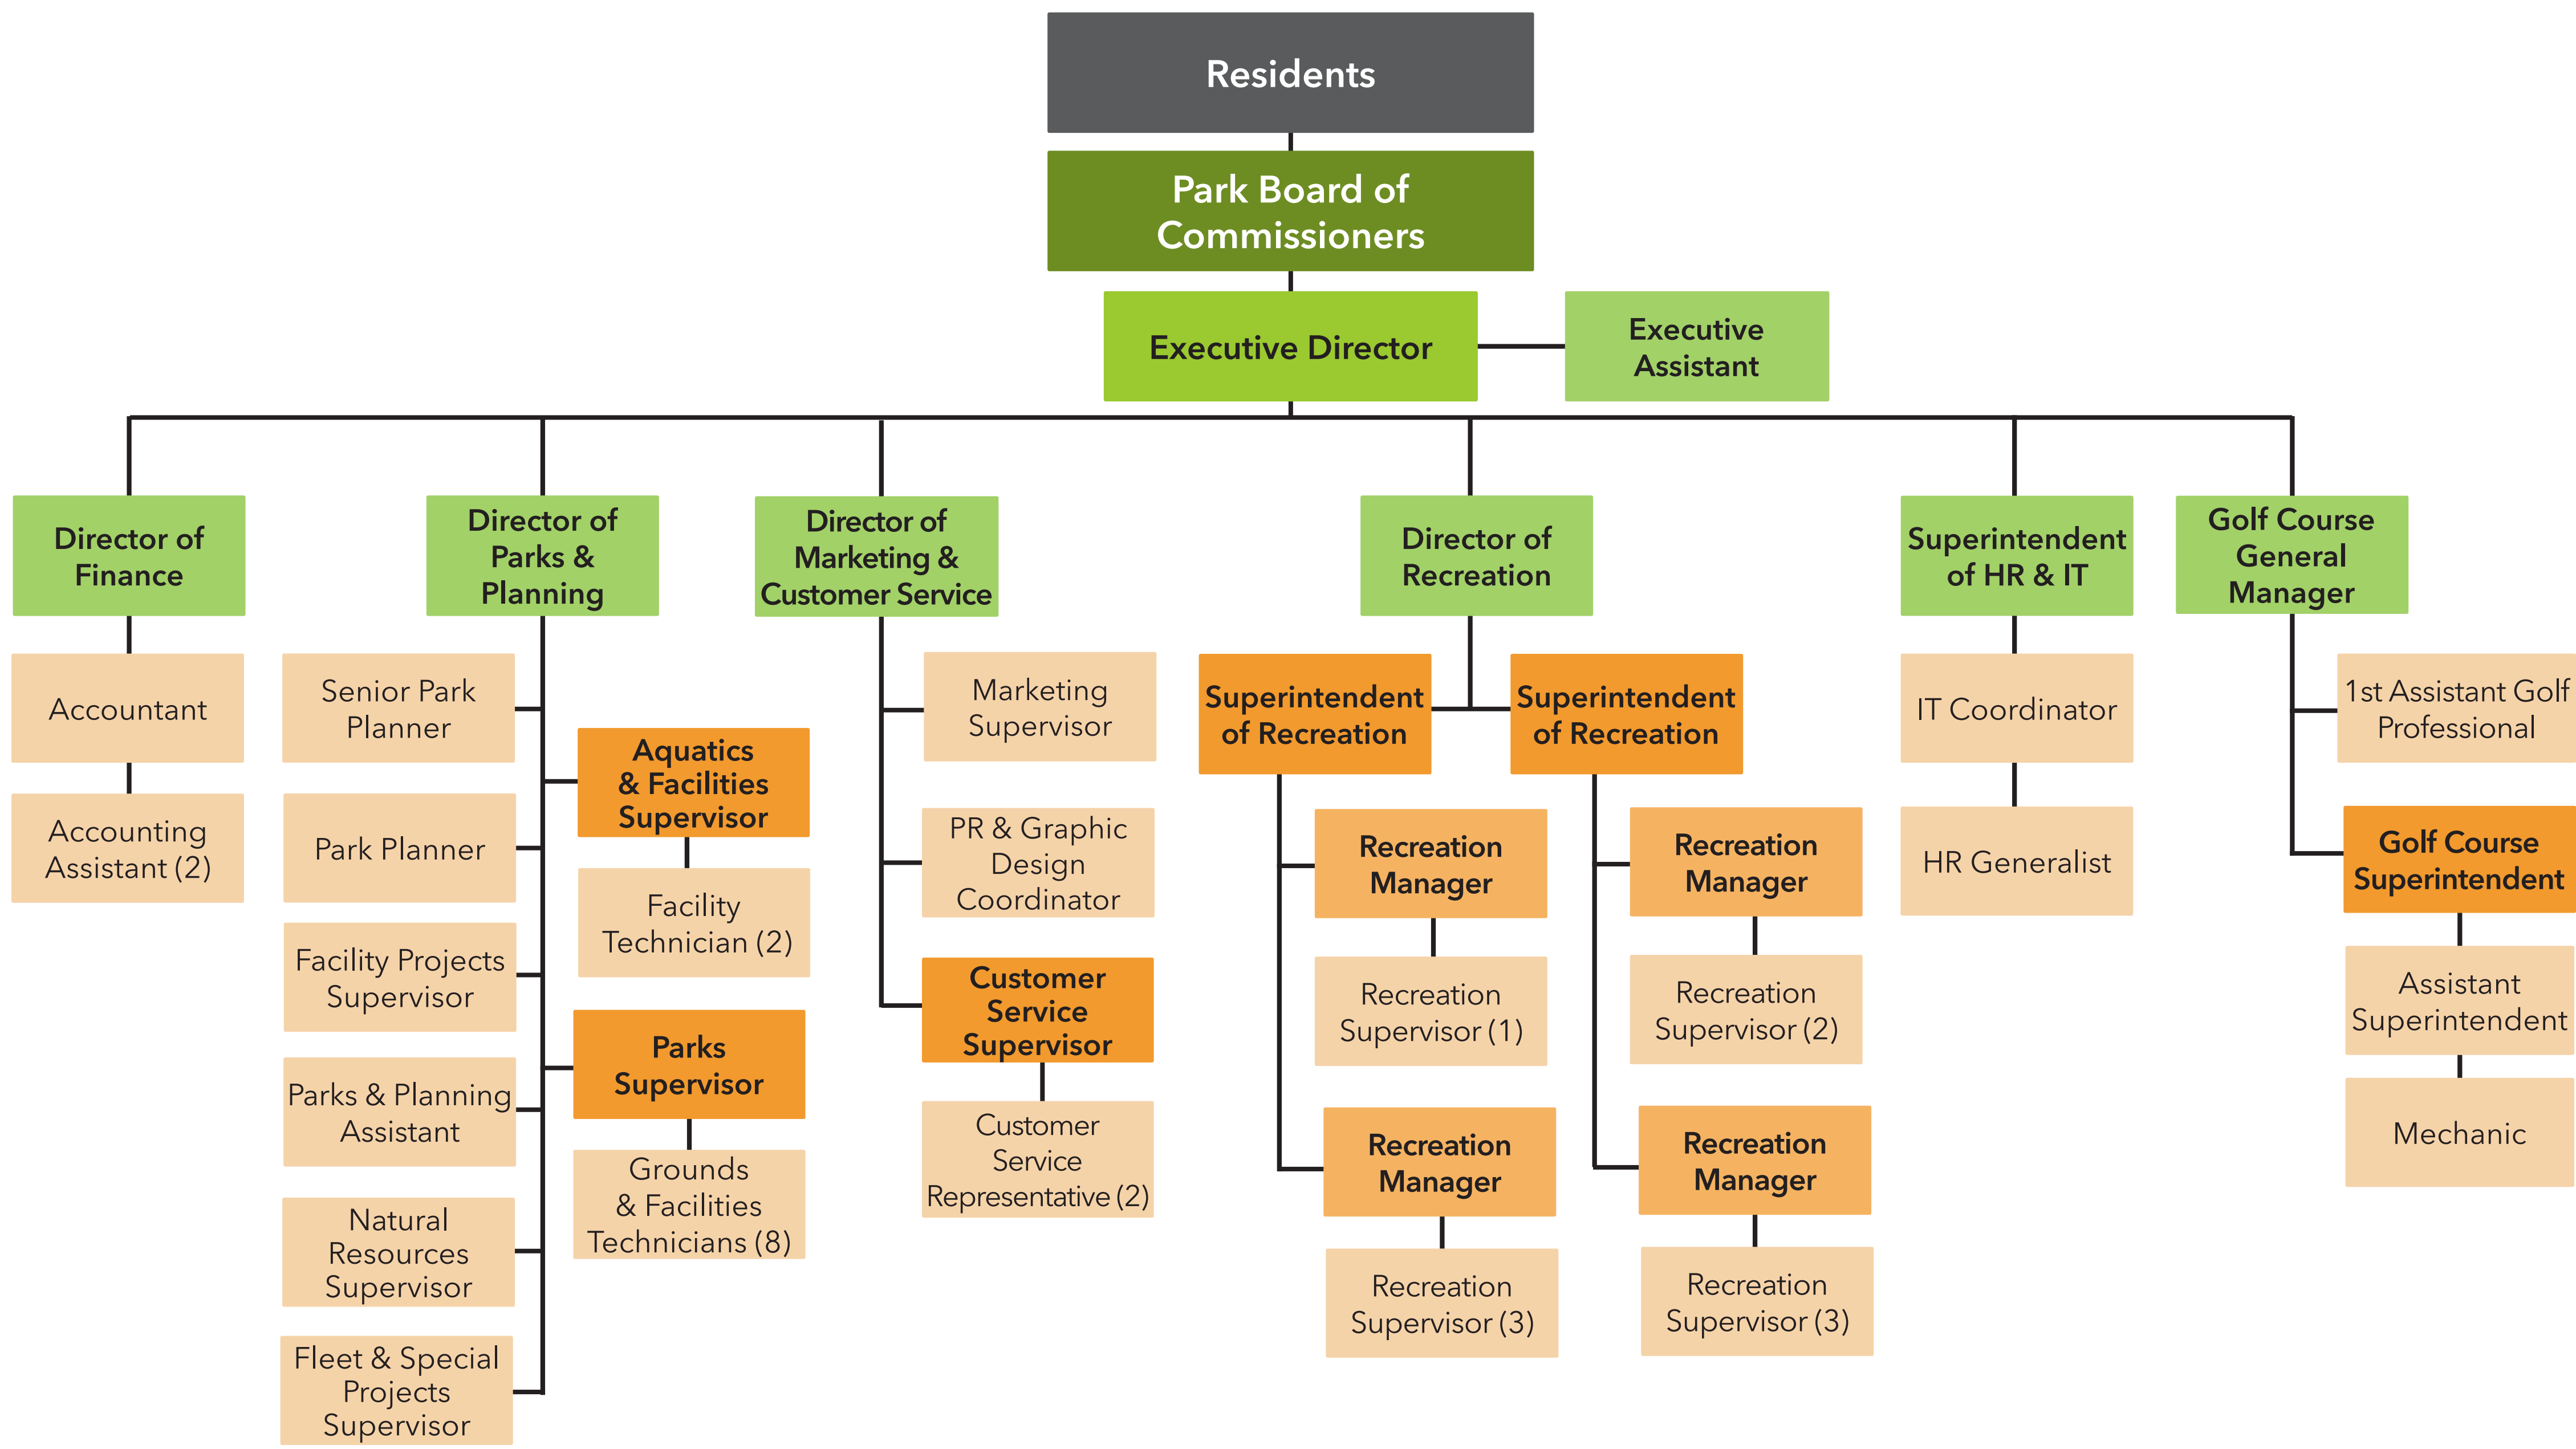 Residents
Park Board of
Commissioners
Executive Director
Executive
Assistant
Director of
Finance
Accountant
Accounting
Assistant (2)
Director of
Parks &
Planning
Senior Park
Planner
Park Planner
Facility Projects
Supervisor
Parks & Planning
Assistant
Natural
Resources
Supervisor
Fleet & Special
Projects
Supervisor
Aquatics
& Facilities
Supervisor
Facility
Technician (2)
Parks
Supervisor
Grounds
& Facilities
Technicians (8)
Director of
Marketing &
Customer Service
Marketing
Supervisor
PR & Graphic
Design
Coordinator
Customer
Service
Supervisor
Customer
Service
Representative (2)
Director of
Recreation
Superintendent
of Recreation
Recreation
Manager
Recreation
Supervisor (1)
Recreation
Manager
Recreation
Supervisor (3)
Superintendent
of Recreation
Recreation
Manager
Recreation
Supervisor (2)
Recreation
Manager
Recreation
Supervisor (3)
Superintendent
of HR & IT
IT Coordinator
HR Generalist
Golf Course
General
Manager
1st Assistant Golf
Professional
Golf Course
Superintendent
Assistant
Superintendent
Mechanic